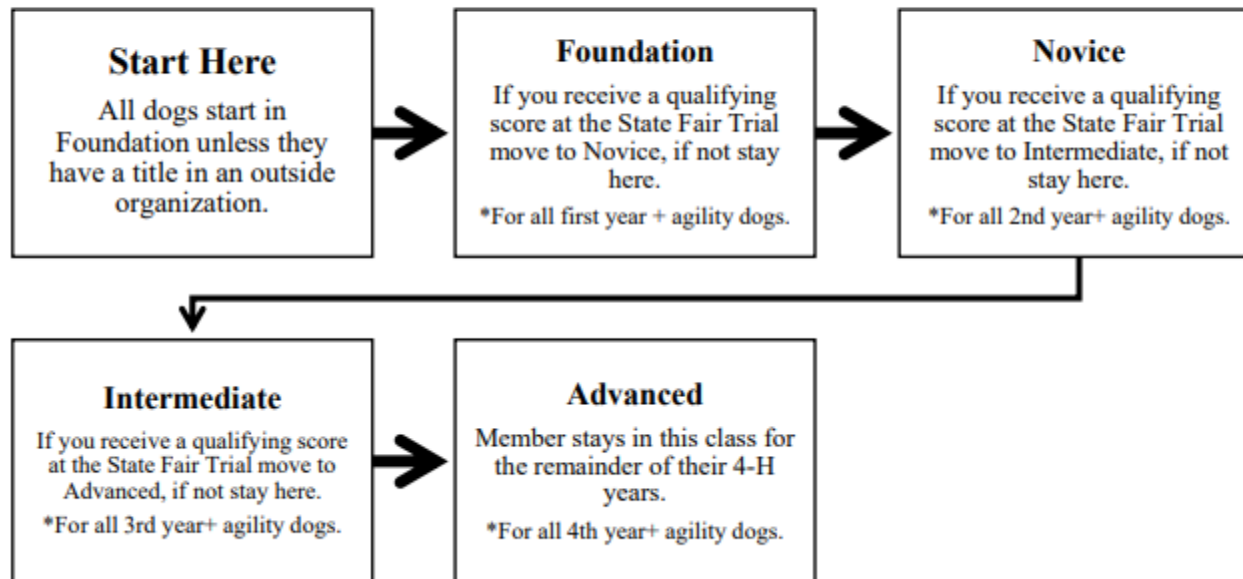 Start Here
All dogs start in
Foundation unless they
have a title in an outside
organization.
Foundation
If you receive a qualifying
score at the State Fair Trial
move to Novice, if not stay
here.
*For all first year + agility dogs.
Novice
If you receive a qualifying
score at the State Fair Trial
move to Intermediate, if not
stay here.
*For all 2nd year+ agility dogs.
Intermediate
If you receive a qualifying score
at the State Fair Trial move to
Advanced, if not stay here.
*For all 3rd year+ agility dogs.
Advanced
Member stays in this class for
the remainder of their 4-H
years.
*For all 4th year+ agility dogs.